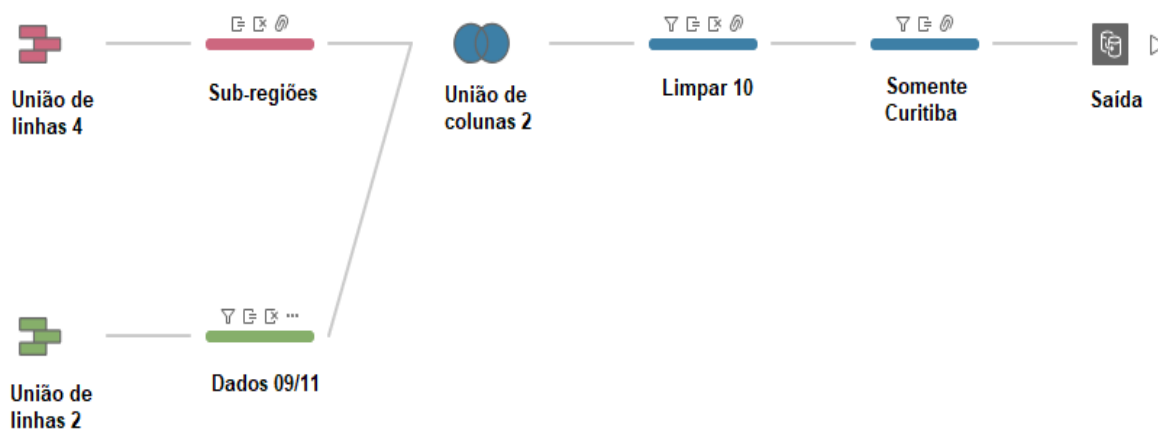 União de
linhas 4
Sub-regiões
União de
colunas 2
Limpar 10
Somente
Curitiba
Saída
União de
linhas 2
Dados 09/11